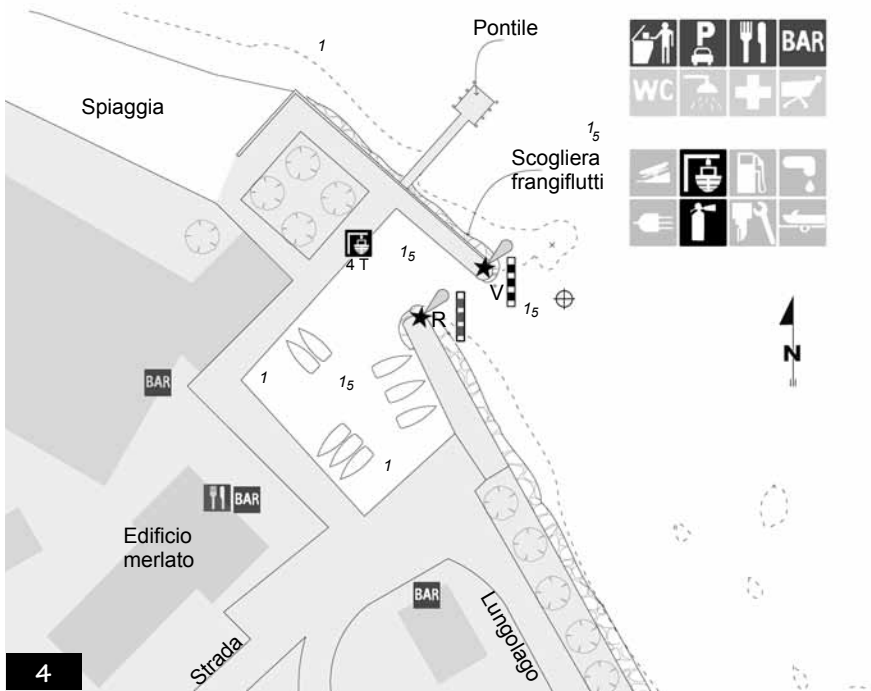 Pontile
1
P
BAR
WC
Spiaggia
1₅
Scogliera
frangiflutti
1₅
4 T
V
1₅
R
N
BAR
1
1₅
1
BAR
Edificio
merlato
BAR
Lungolago
Strada
4